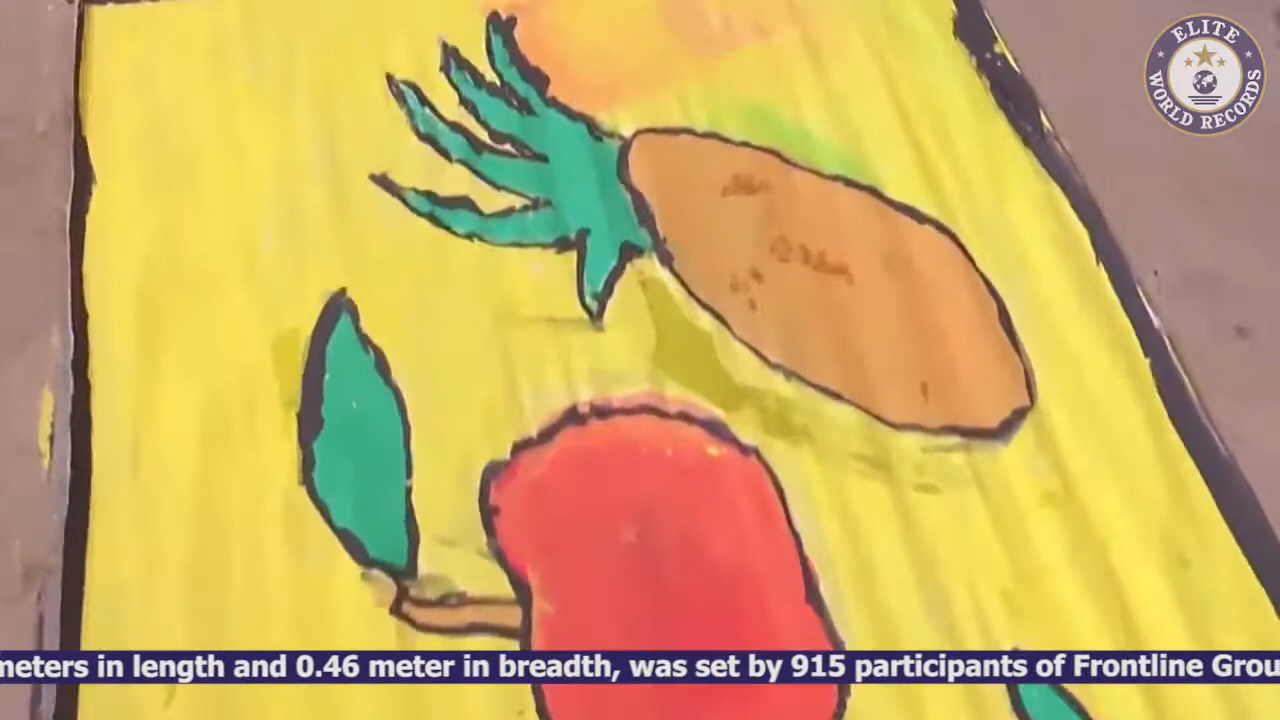 ELITE
WORLD RECORDS
meters in length and 0.46 meter in breadth, was set by 915 participants of Frontline Grou